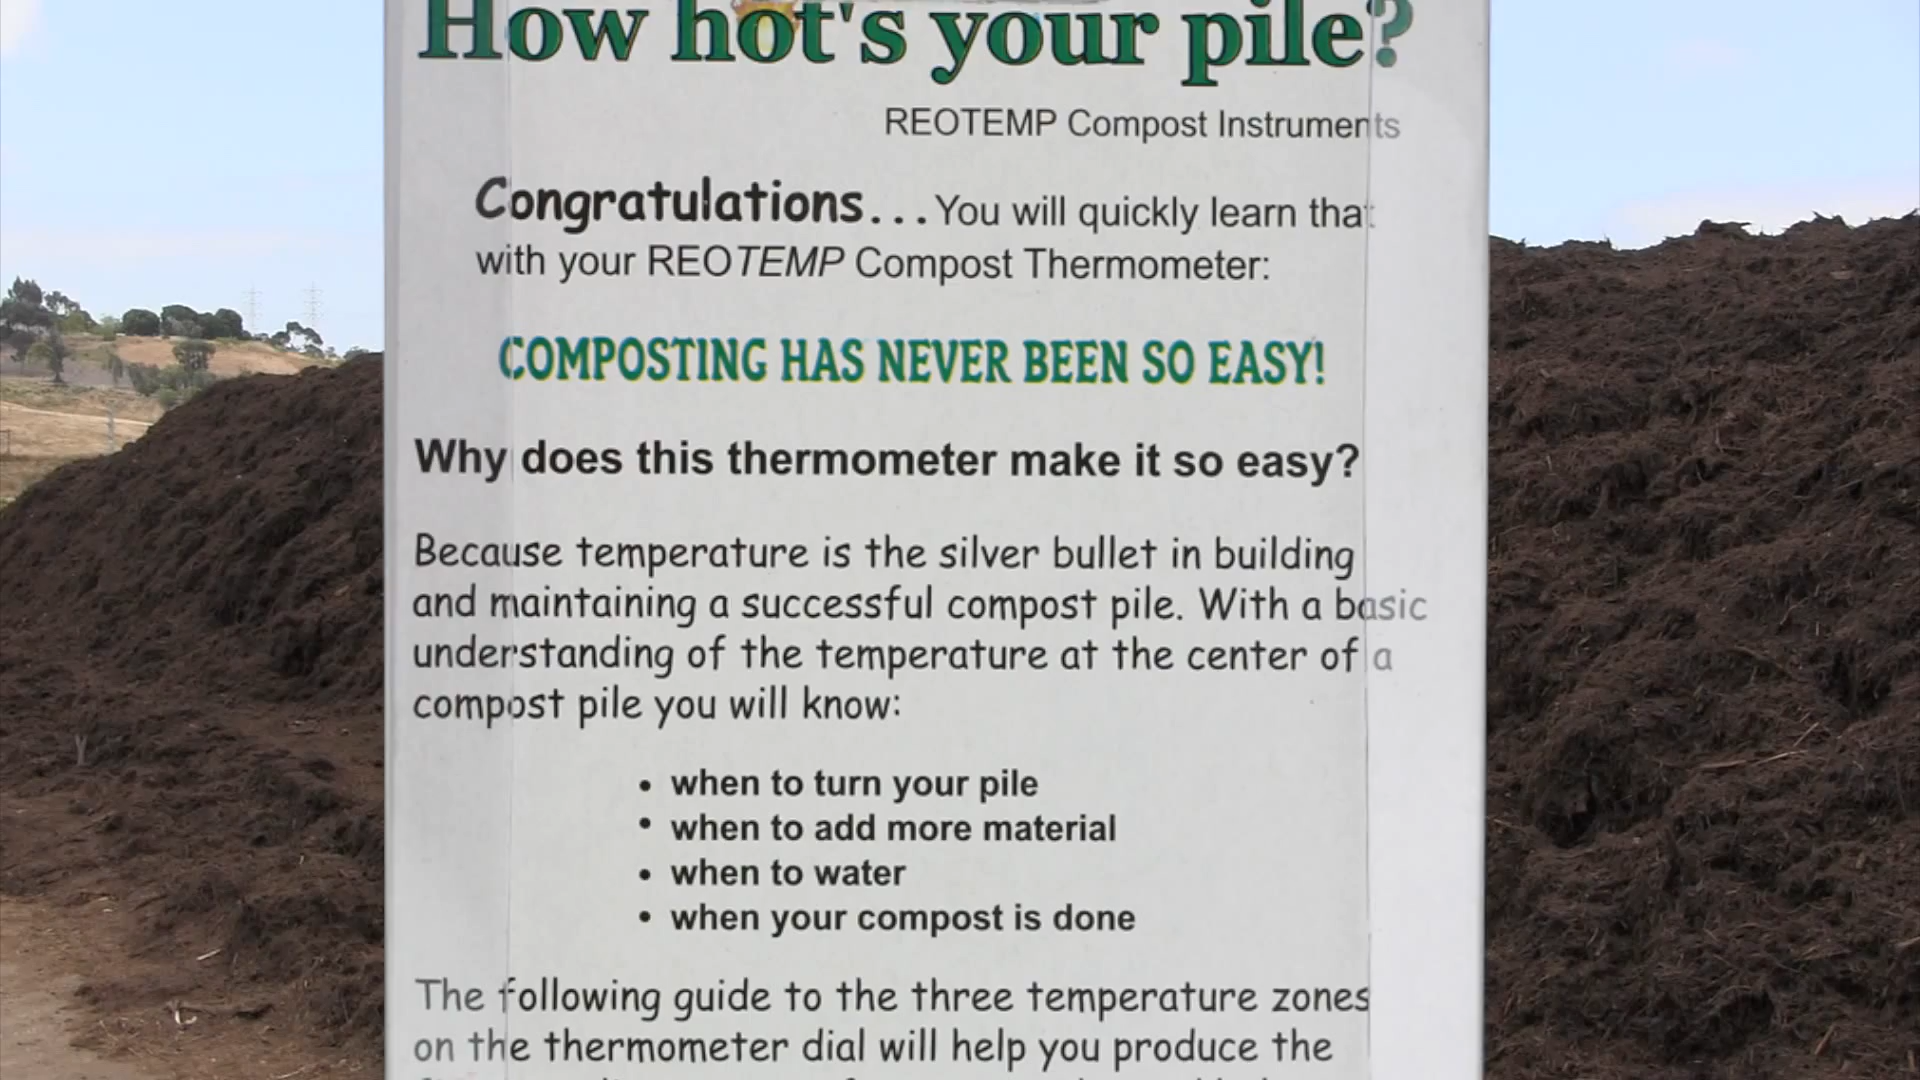 How hot's your pile?
REOTEMP Compost Instruments
Congratulations...You will quickly learn that
with your REOTEMP Compost Thermometer:
COMPOSTING HAS NEVER BEEN SO EASY!
Why does this thermometer make it so easy?
Because temperature is the silver bullet in building
and maintaining a successful compost pile. With a basic
understanding of the temperature at the center of a
compost pile you will know:
• when to turn your pile
• when to add more material
• when to water
• when your compost is done
The following guide to the three temperature zones
on the thermometer dial will help you produce the